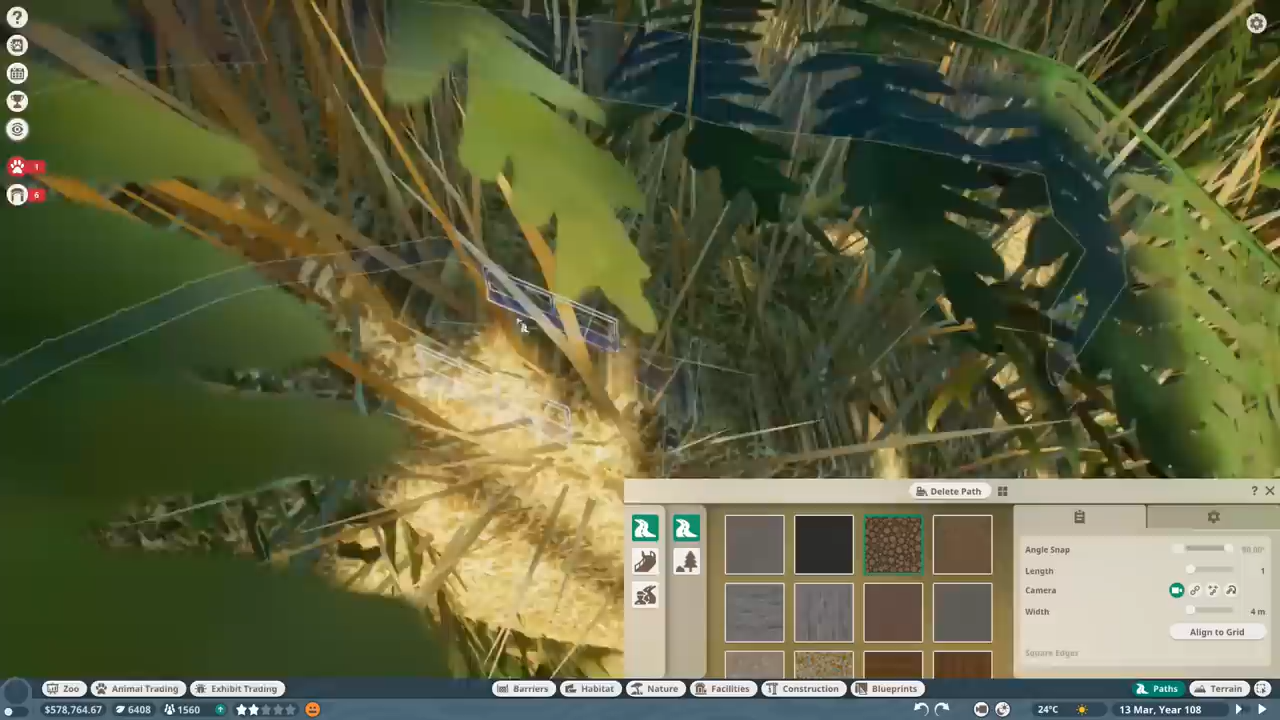 ?
1
6
Delete Path
?
Angle Snap 90.00°
Length 1
Camera
Width 4 m
Align to Grid
Square Edges
Zoo Animal Trading Exhibit Trading Barriers Habitat Nature Facilities Construction Blueprints Paths Terrain
$578,764.67 6408 1560 24°C 13 Mar, Year 108